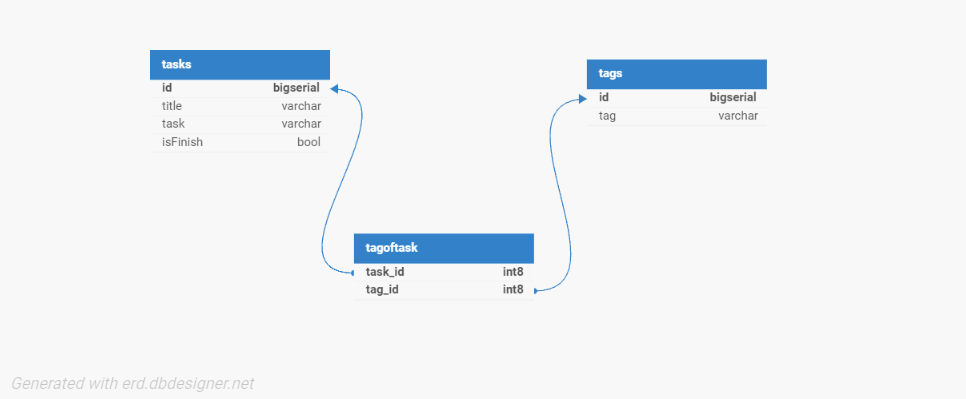 tasks
id bigserial
title varchar
task varchar
isFinish bool
tags
id bigserial
tag varchar
tagoftask
task_id int8
tag_id int8
Generated with erd.dbdesigner.net